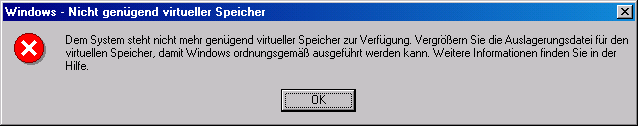 Windows - Nicht genügend virtueller Speicher
Dem System steht nicht mehr genügend virtueller Speicher zur Verfügung. Vergrößern Sie die Auslagerungsdatei für den
virtuellen Speicher, damit Windows ordnungsgemäß ausgeführt werden kann. Weitere Informationen finden Sie in der
Hilfe.
OK